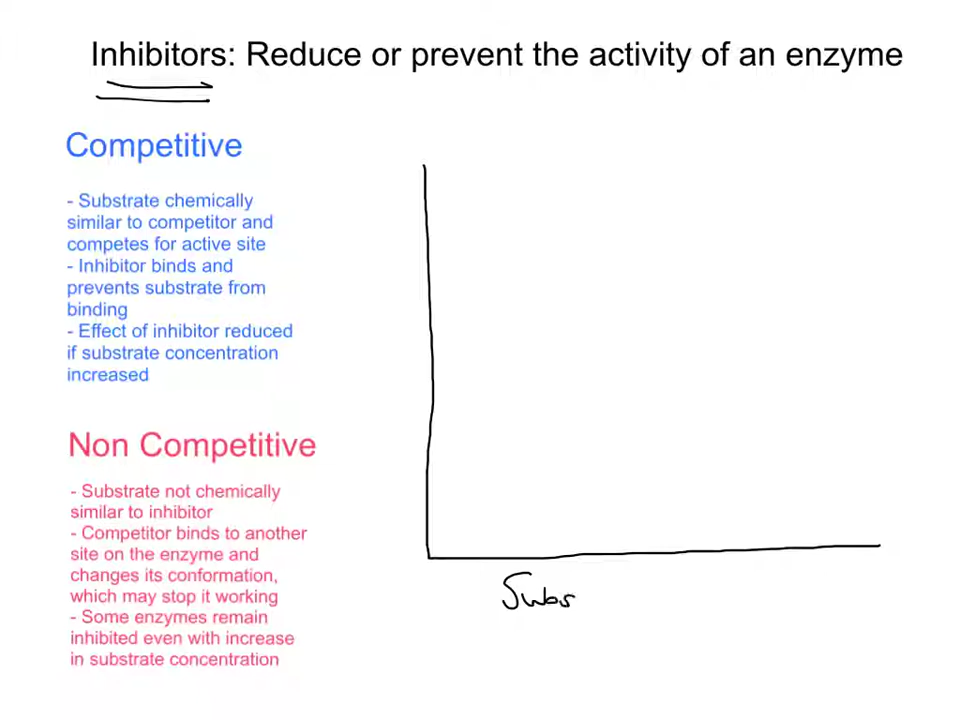 Inhibitors: Reduce or prevent the activity of an enzyme
Competitive
- Substrate chemically
similar to competitor and
competes for active site
- Inhibitor binds and
prevents substrate from
binding
- Effect of inhibitor reduced
if substrate concentration
increased
Non Competitive
- Substrate not chemically
similar to inhibitor
- Competitor binds to another
site on the enzyme and
changes its conformation,
which may stop it working
- Some enzymes remain
inhibited even with increase
in substrate concentration
Subs